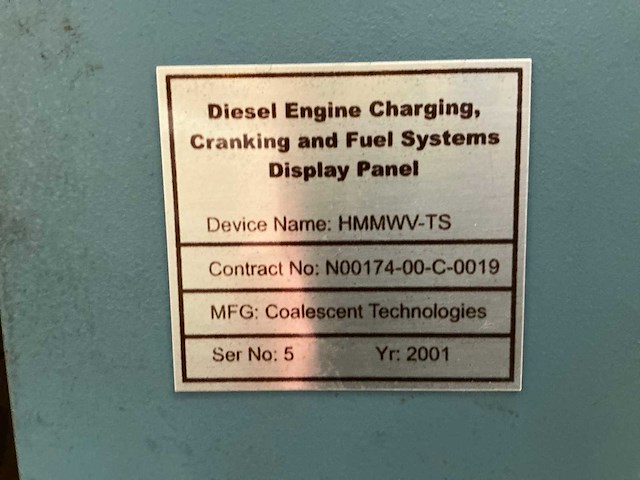 Diesel Engine Charging,
Cranking and Fuel Systems
Display Panel
Device Name: HMMWV-TS
Contract No: N00174-00-C-0019
MFG: Coalescent Technologies
Ser No: 5 Yr: 2001